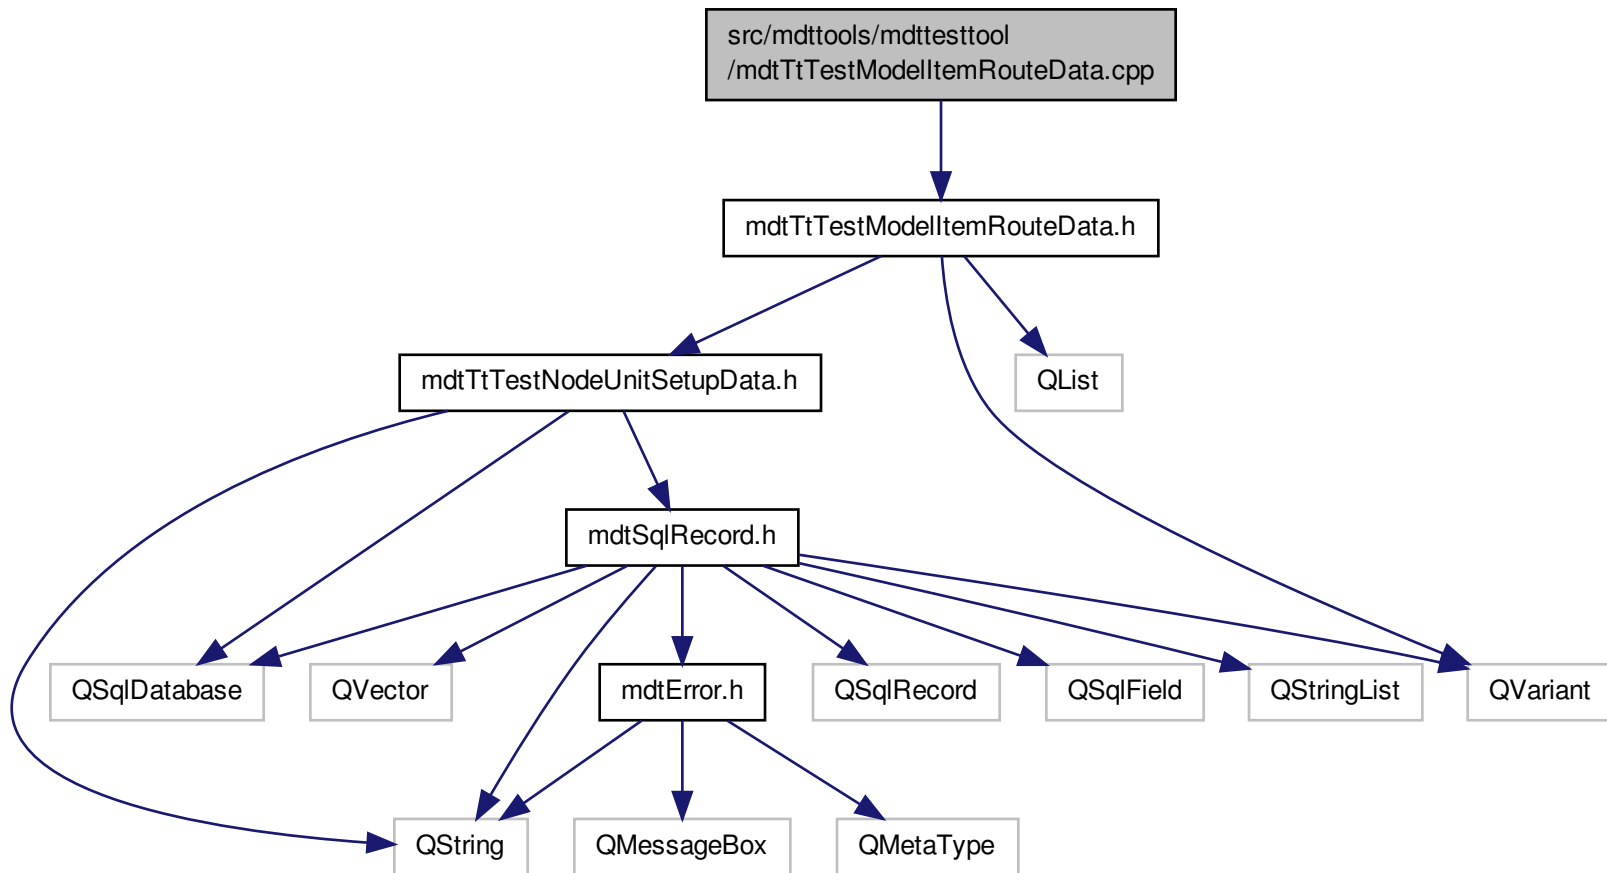 src/mdttools/mdttesttool
/mdtTtTestModelItemRouteData.cpp
mdtTtTestModelItemRouteData.h
mdtTtTestNodeUnitSetupData.h
QList
mdtSqlRecord.h
QSqlDatabase
QVector
mdtError.h
QSqlRecord
QSqlField
QStringList
QVariant
QString
QMessageBox
QMetaType